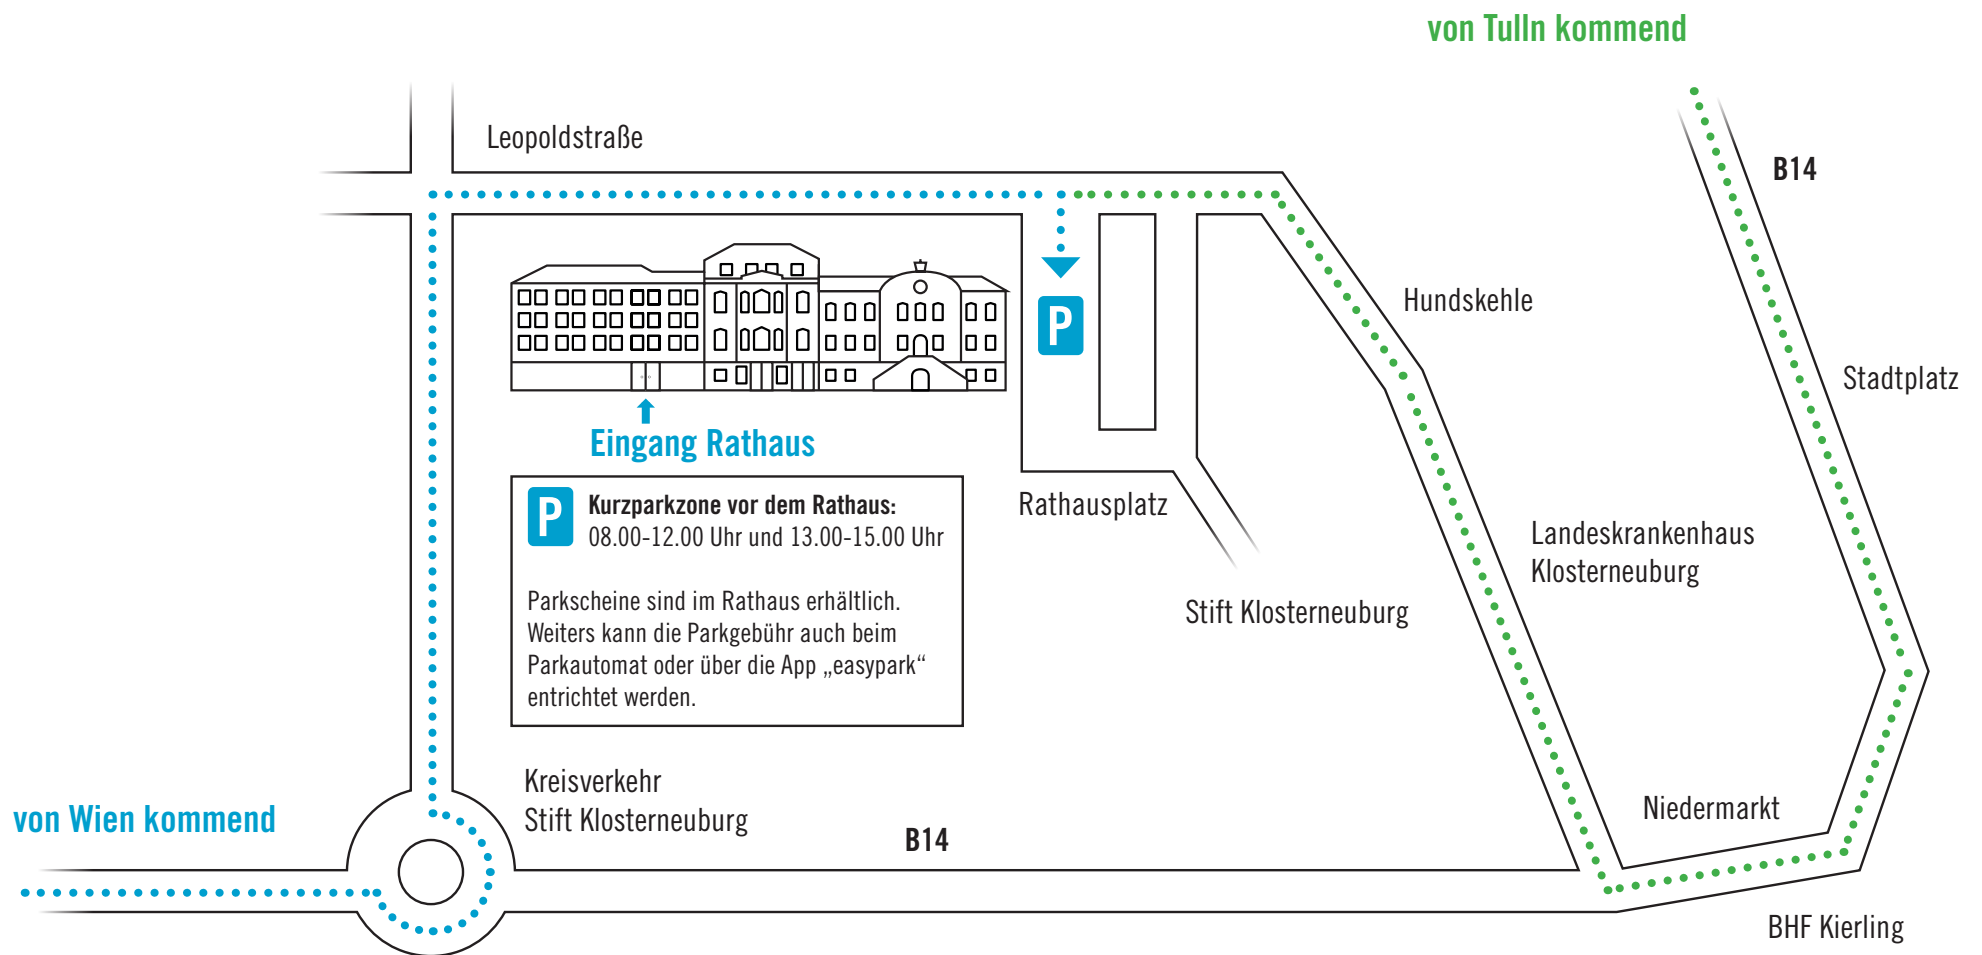 von Tulln kommend
Leopoldstraße
B14
Hundskehle
Stadtplatz
P
Eingang Rathaus
P
Kurzparkzone vor dem Rathaus:
08.00-12.00 Uhr und 13.00-15.00 Uhr
Parkscheine sind im Rathaus erhältlich.
Weiters kann die Parkgebühr auch beim
Parkautomat oder über die App „easypark“
entrichtet werden.
Rathausplatz
Landeskrankenhaus
Klosterneuburg
Stift Klosterneuburg
Kreisverkehr
Stift Klosterneuburg
von Wien kommend
B14
Niedermarkt
BHF Kierling